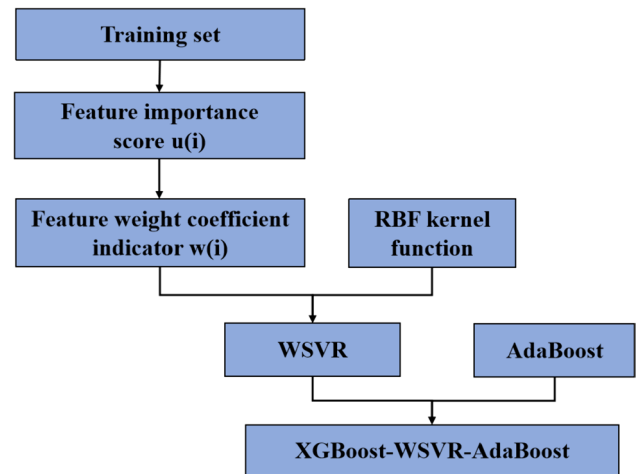 Training set
Feature importance
score u(i)
Feature weight coefficient
indicator w(i)
RBF kernel
function
WSVR
AdaBoost
XGBoost-WSVR-AdaBoost